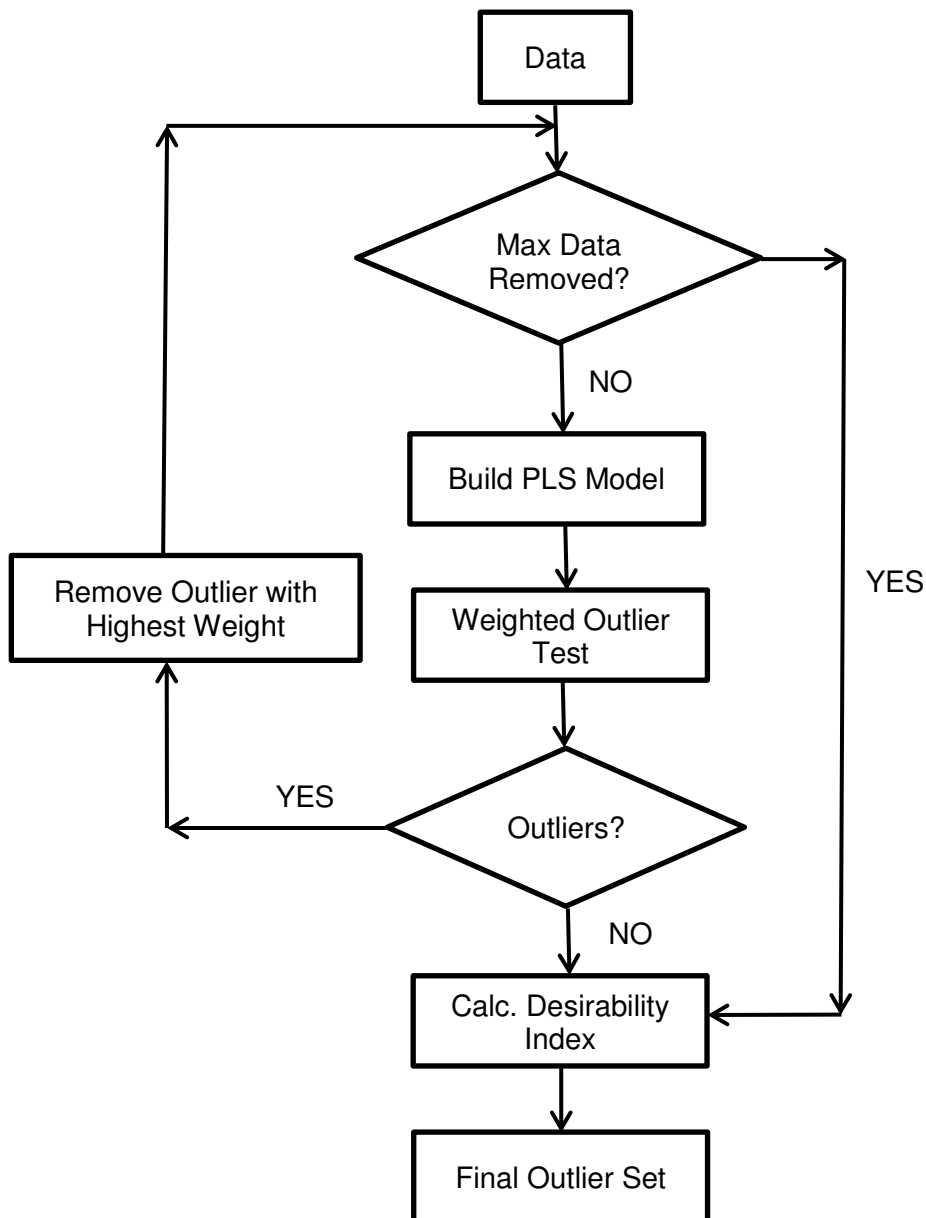 Data
Max Data
Removed?
NO
Build PLS Model
Remove Outlier with
Highest Weight
YES
Weighted Outlier
Test
YES
Outliers?
NO
Calc. Desirability
Index
Final Outlier Set